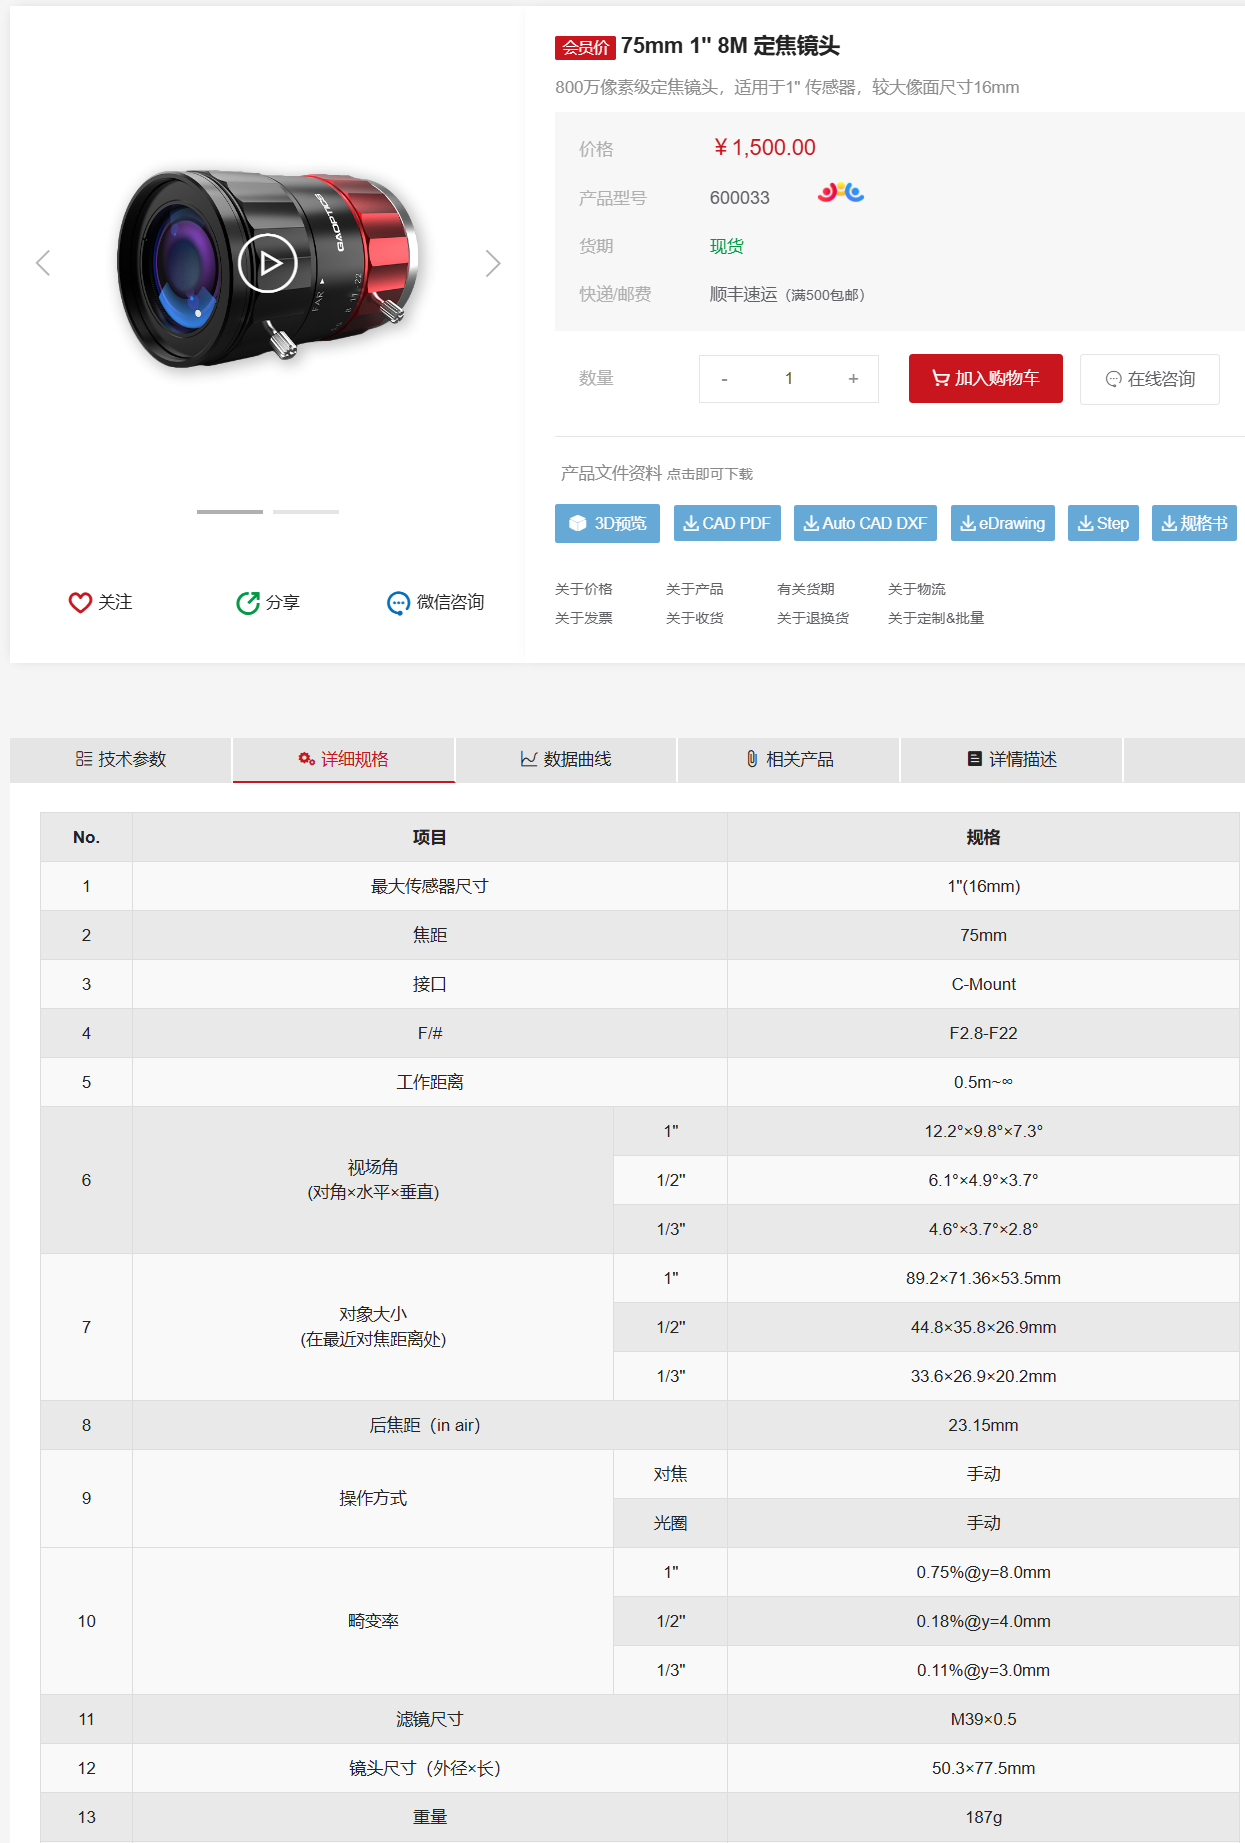 会员价 75mm 1" 8M 定焦镜头
800万像素级定焦镜头，适用于1" 传感器，较大像面尺寸16mm
价格 ¥ 1,500.00
产品型号 600033
货期 现货
快递/邮费 顺丰速运（满500包邮）
数量 - 1 + 加入购物车 在线咨询
产品文件资料 点击即可下载
3D预览 CAD PDF Auto CAD DXF eDrawing Step 规格书
关于价格 关于产品 有关货期 关于物流
关于发票 关于收货 关于退换货 关于定制&批量
FAR
关注 分享 微信咨询
技术参数 详细规格 数据曲线 相关产品 详情描述
No. 项目 规格
1 最大传感器尺寸 1"(16mm)
2 焦距 75mm
3 接口 C-Mount
4 F/# F2.8-F22
5 工作距离 0.5m~∞
6 视场角
(对角×水平×垂直)
1" 12.2°×9.8°×7.3°
1/2" 6.1°×4.9°×3.7°
1/3" 4.6°×3.7°×2.8°
7 对象大小
(在最近对焦距离处)
1" 89.2×71.36×53.5mm
1/2" 44.8×35.8×26.9mm
1/3" 33.6×26.9×20.2mm
8 后焦距（in air） 23.15mm
9 操作方式
对焦 手动
光圈 手动
10 畸变率
1" 0.75%@y=8.0mm
1/2" 0.18%@y=4.0mm
1/3" 0.11%@y=3.0mm
11 滤镜尺寸 M39×0.5
12 镜头尺寸（外径×长） 50.3×77.5mm
13 重量 187g